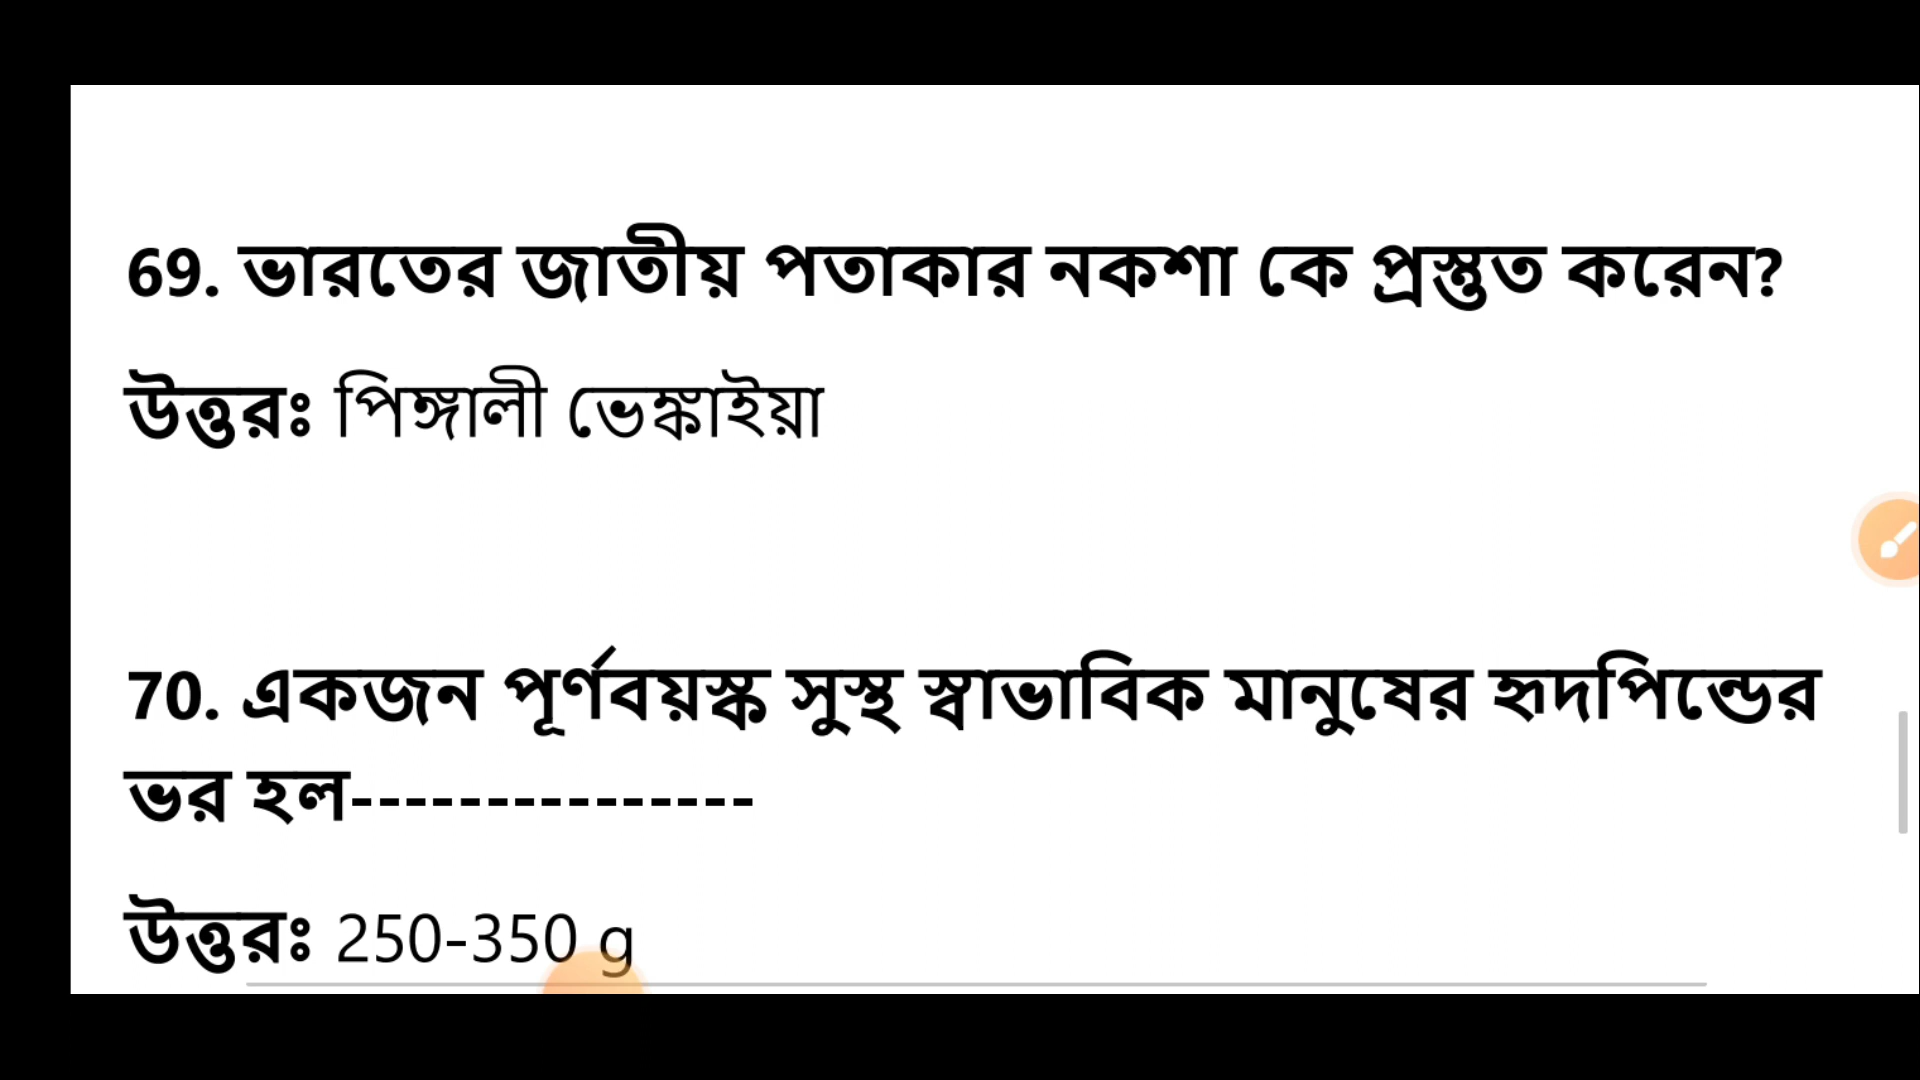 69. ভারতের জাতীয় পতাকার নকশা কে প্রস্তুত করেন?
উত্তরঃ পিঙ্গালী ভেঙ্কাইয়া
70. একজন পূর্ণবয়স্ক সুস্থ স্বাভাবিক মানুষের হৃদপিন্ডের
ভর হল---------------
উত্তরঃ 250-350 g